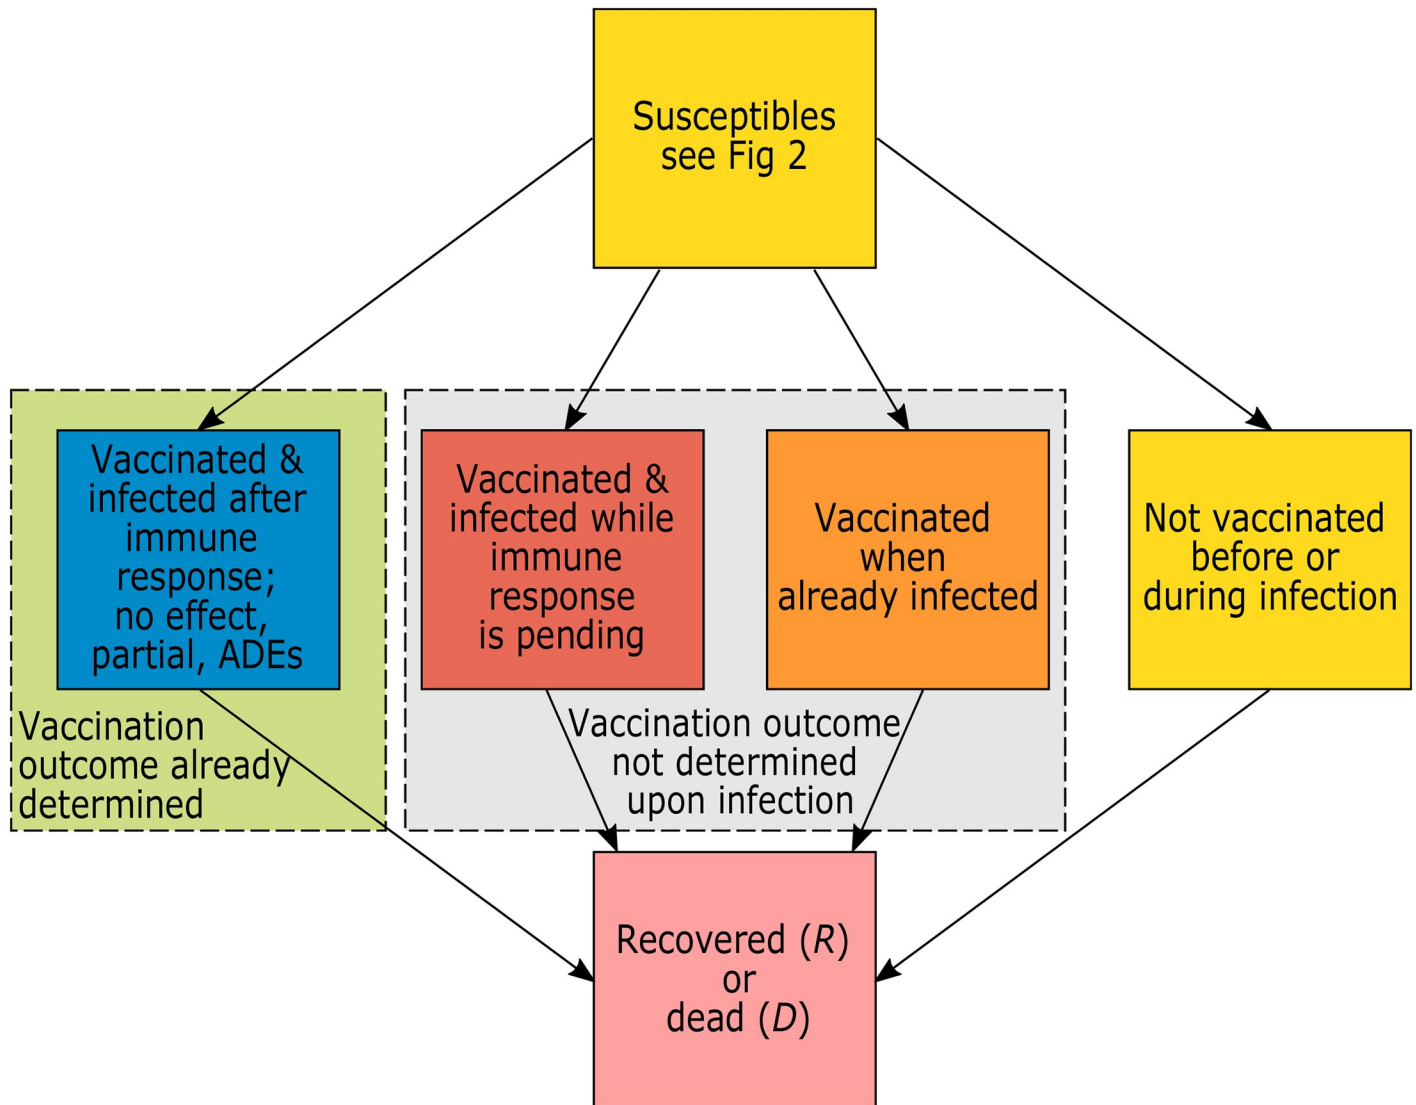 Susceptibles
see Fig 2
Vaccinated &
infected after
immune
response;
no effect,
partial, ADEs
Vaccination
outcome already
determined
Vaccinated &
infected while
immune
response
is pending
Vaccinated
when
already infected
Vaccination outcome
not determined
upon infection
Not vaccinated
before or
during infection
Recovered (R)
or
dead (D)